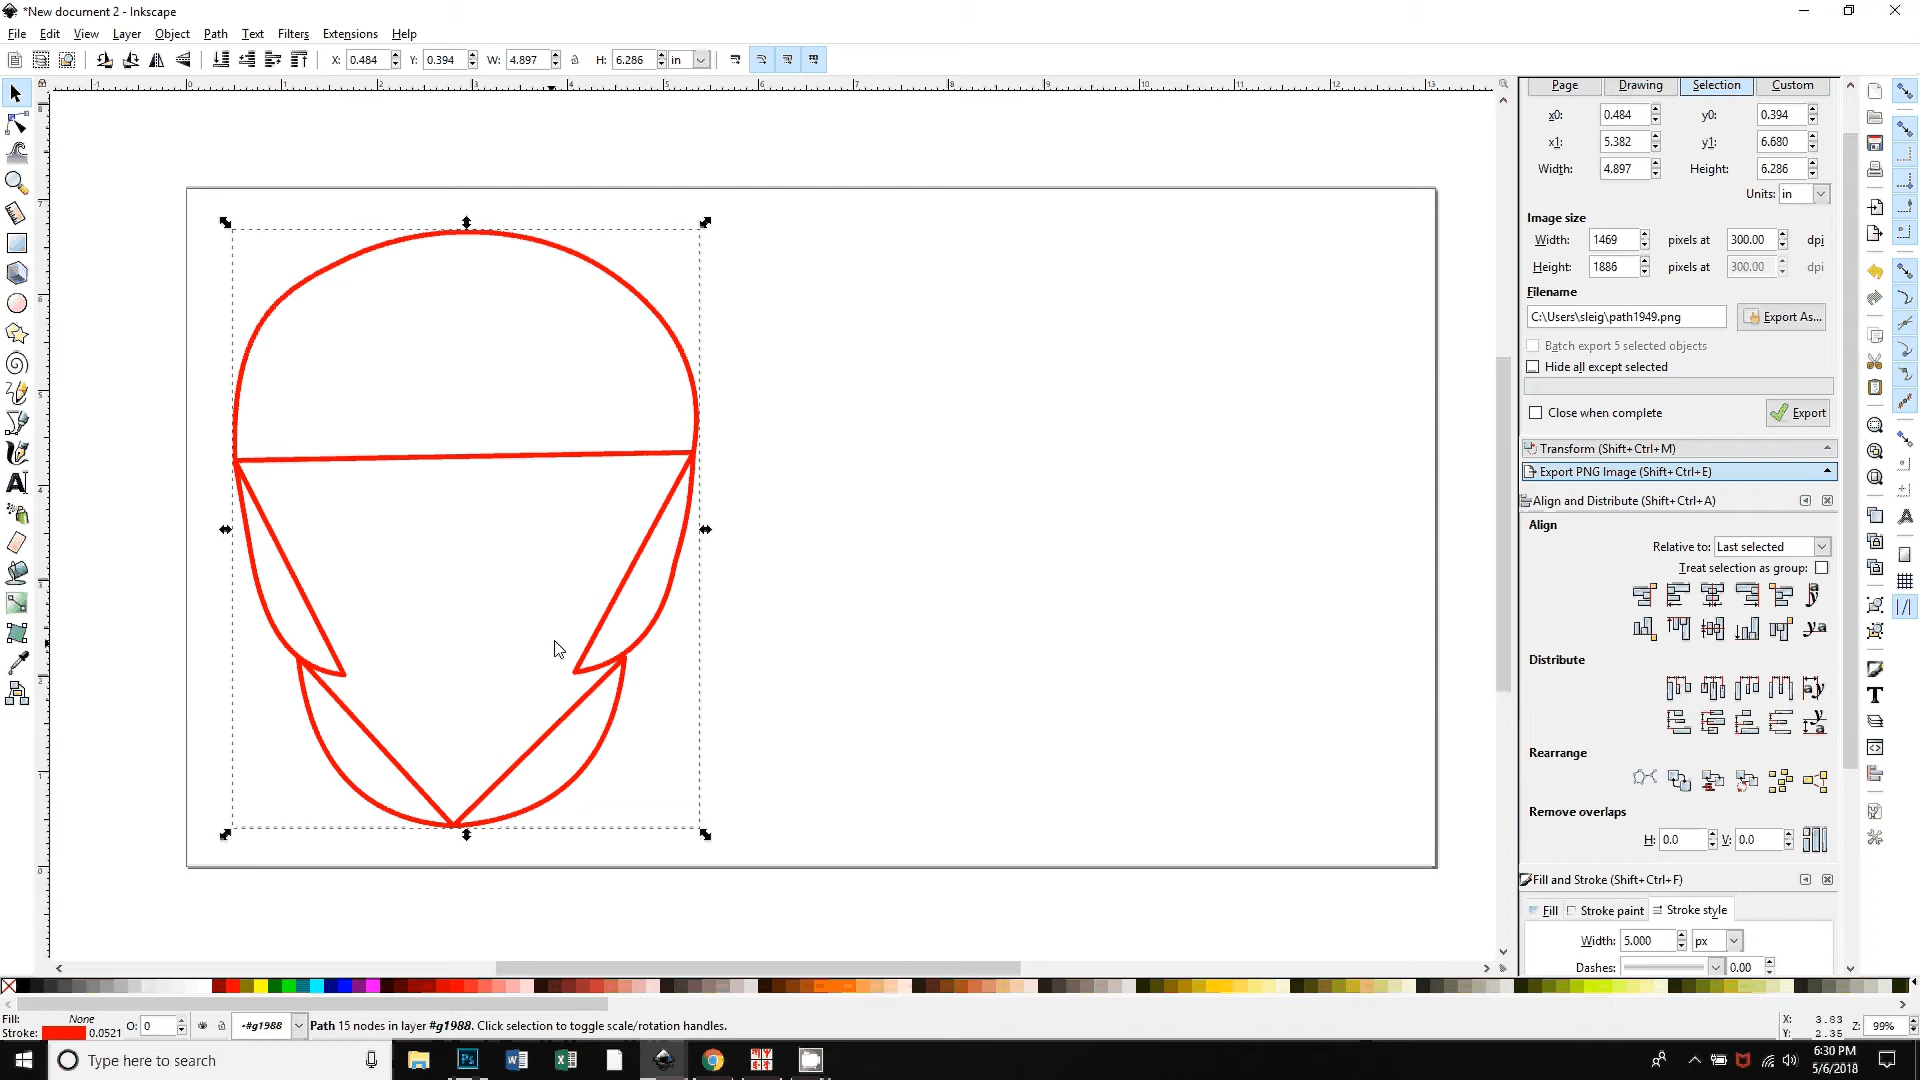 *New document 2 - Inkscape
File Edit View Layer Object Path Text Filters Extensions Help
X: 0.484 Y: 0.394 W: 4.897 H: 6.286 in
Page Drawing Selection Custom
x0: 0.484 y0: 0.394
x1: 5.382 y1: 6.680
Width: 4.897 Height: 6.286
Units: in
Image size
Width: 1469 pixels at 300.00 dpi
Height: 1886 pixels at 300.00 dpi
Filename
C:\Users\sleig\path1949.png Export As...
Batch export 5 selected objects
Hide all except selected
Close when complete Export
Transform (Shift+Ctrl+M)
Export PNG Image (Shift+Ctrl+E)
Align and Distribute (Shift+Ctrl+A)
Align
Relative to: Last selected
Treat selection as group:
Distribute
Rearrange
Remove overlaps
H: 0.0 V: 0.0
Fill and Stroke (Shift+Ctrl+F)
Fill Stroke paint Stroke style
Width: 5.000 px
Dashes: 0.00
Fill: None
Stroke: 0.0521 O: 0 -#g1988 Path 15 nodes in layer #g1988. Click selection to toggle scale/rotation handles.
X: 3.83
Y: 2.35 Z: 99%
Type here to search
6:30 PM
5/6/2018